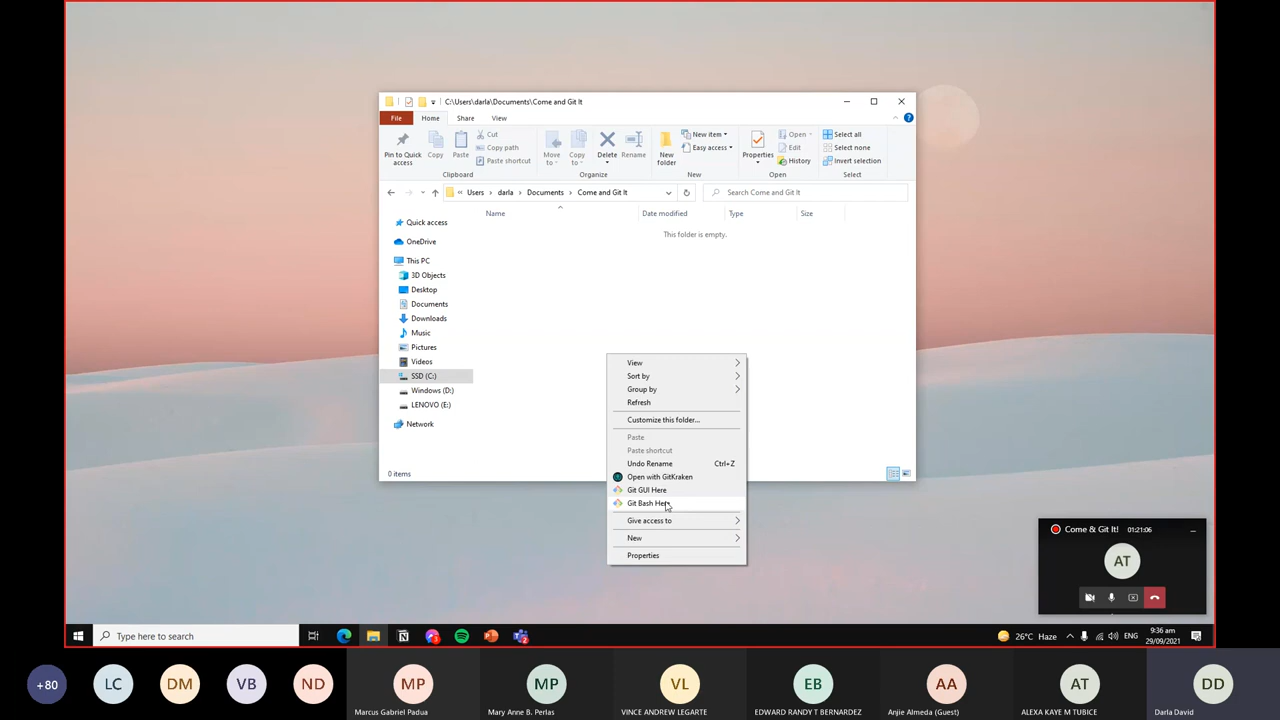 C:\Users\darla\Documents\Come and Git It
File
Home
Share
View
Pin to Quick access
Copy
Paste
Cut
Copy path
Paste shortcut
Clipboard
Move to
Copy to
Delete
Rename
Organize
New folder
New item
Easy access
New
Properties
Open
Edit
History
Open
Select all
Select none
Invert selection
Select
« Users > darla > Documents > Come and Git It
Search Come and Git It
Name
Date modified
Type
Size
This folder is empty.
Quick access
OneDrive
This PC
3D Objects
Desktop
Documents
Downloads
Music
Pictures
Videos
SSD (C:)
Windows (D:)
LENOVO (E:)
Network
0 items
View
Sort by
Group by
Refresh
Customize this folder...
Paste
Paste shortcut
Undo Rename Ctrl+Z
Open with GitKraken
Git GUI Here
Git Bash Here
Give access to
New
Properties
Come & Git It! 01:21:06
AT
Type here to search
26°C Haze
ENG
9:36 am
29/09/2021
+80
LC
DM
VB
ND
MP
MP
VL
EB
AA
AT
DD
Marcus Gabriel Padua
Mary Anne B. Perlas
VINCE ANDREW LEGARTE
EDWARD RANDY T BERNARDEZ
Anjie Almeda (Guest)
ALEXA KAYE M TUBICE
Darla David